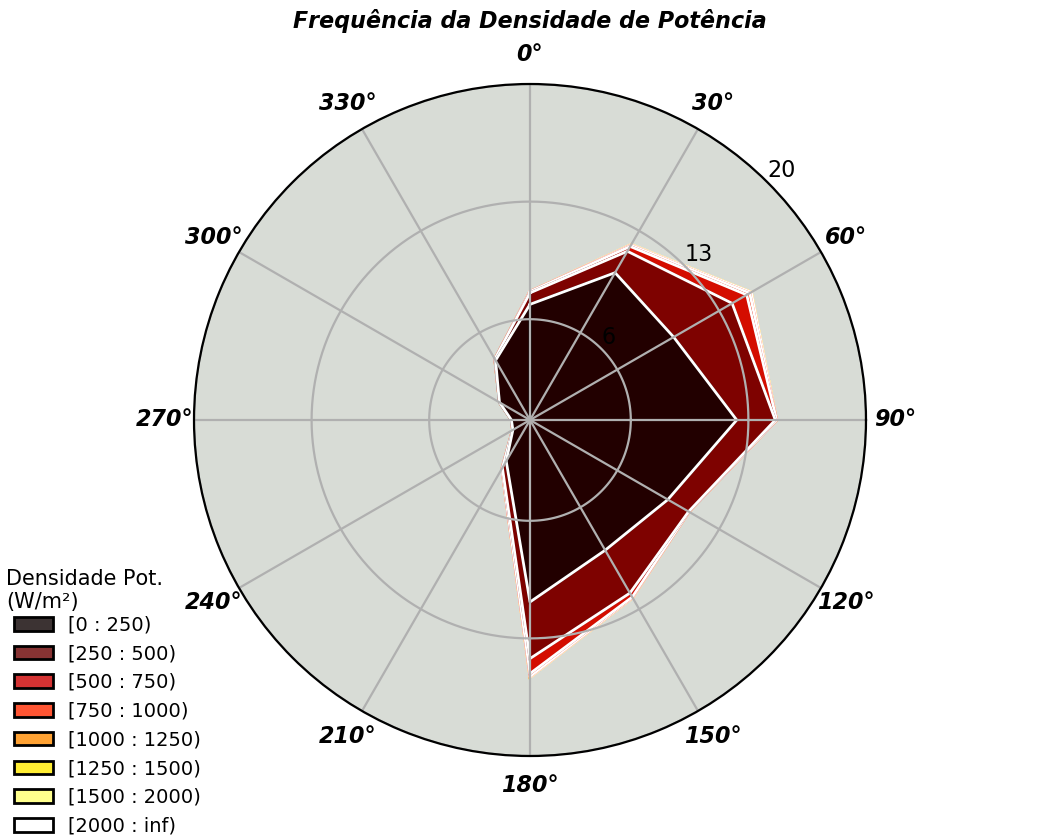 Frequência da Densidade de Potência
0°
330°
30°
20
300°
60°
13
6
270°
90°
240°
120°
210°
150°
180°
Densidade Pot.
(W/m²)
[0 : 250)
[250 : 500)
[500 : 750)
[750 : 1000)
[1000 : 1250)
[1250 : 1500)
[1500 : 2000)
[2000 : inf)